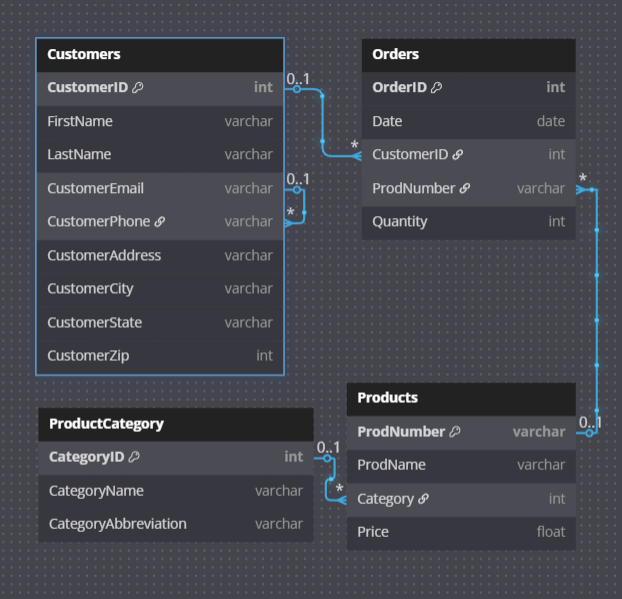 Customers
CustomerID int
FirstName varchar
LastName varchar
CustomerEmail varchar
CustomerPhone varchar
CustomerAddress varchar
CustomerCity varchar
CustomerState varchar
CustomerZip int
0..1
*
0..1
*
Orders
OrderID int
Date date
CustomerID int
ProdNumber varchar
Quantity int
*
ProductCategory
CategoryID int
CategoryName varchar
CategoryAbbreviation varchar
0..1
*
Products
ProdNumber varchar
ProdName varchar
Category int
Price float
0..1